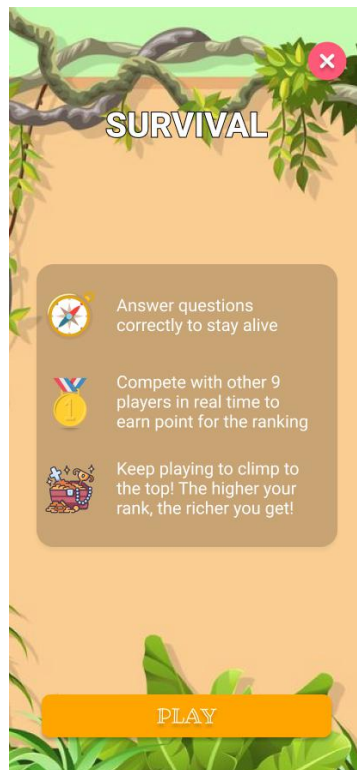 SURVIVAL
Answer questions
correctly to stay alive
1
Compete with other 9
players in real time to
earn point for the ranking
Keep playing to climp to
the top! The higher your
rank, the richer you get!
PLAY